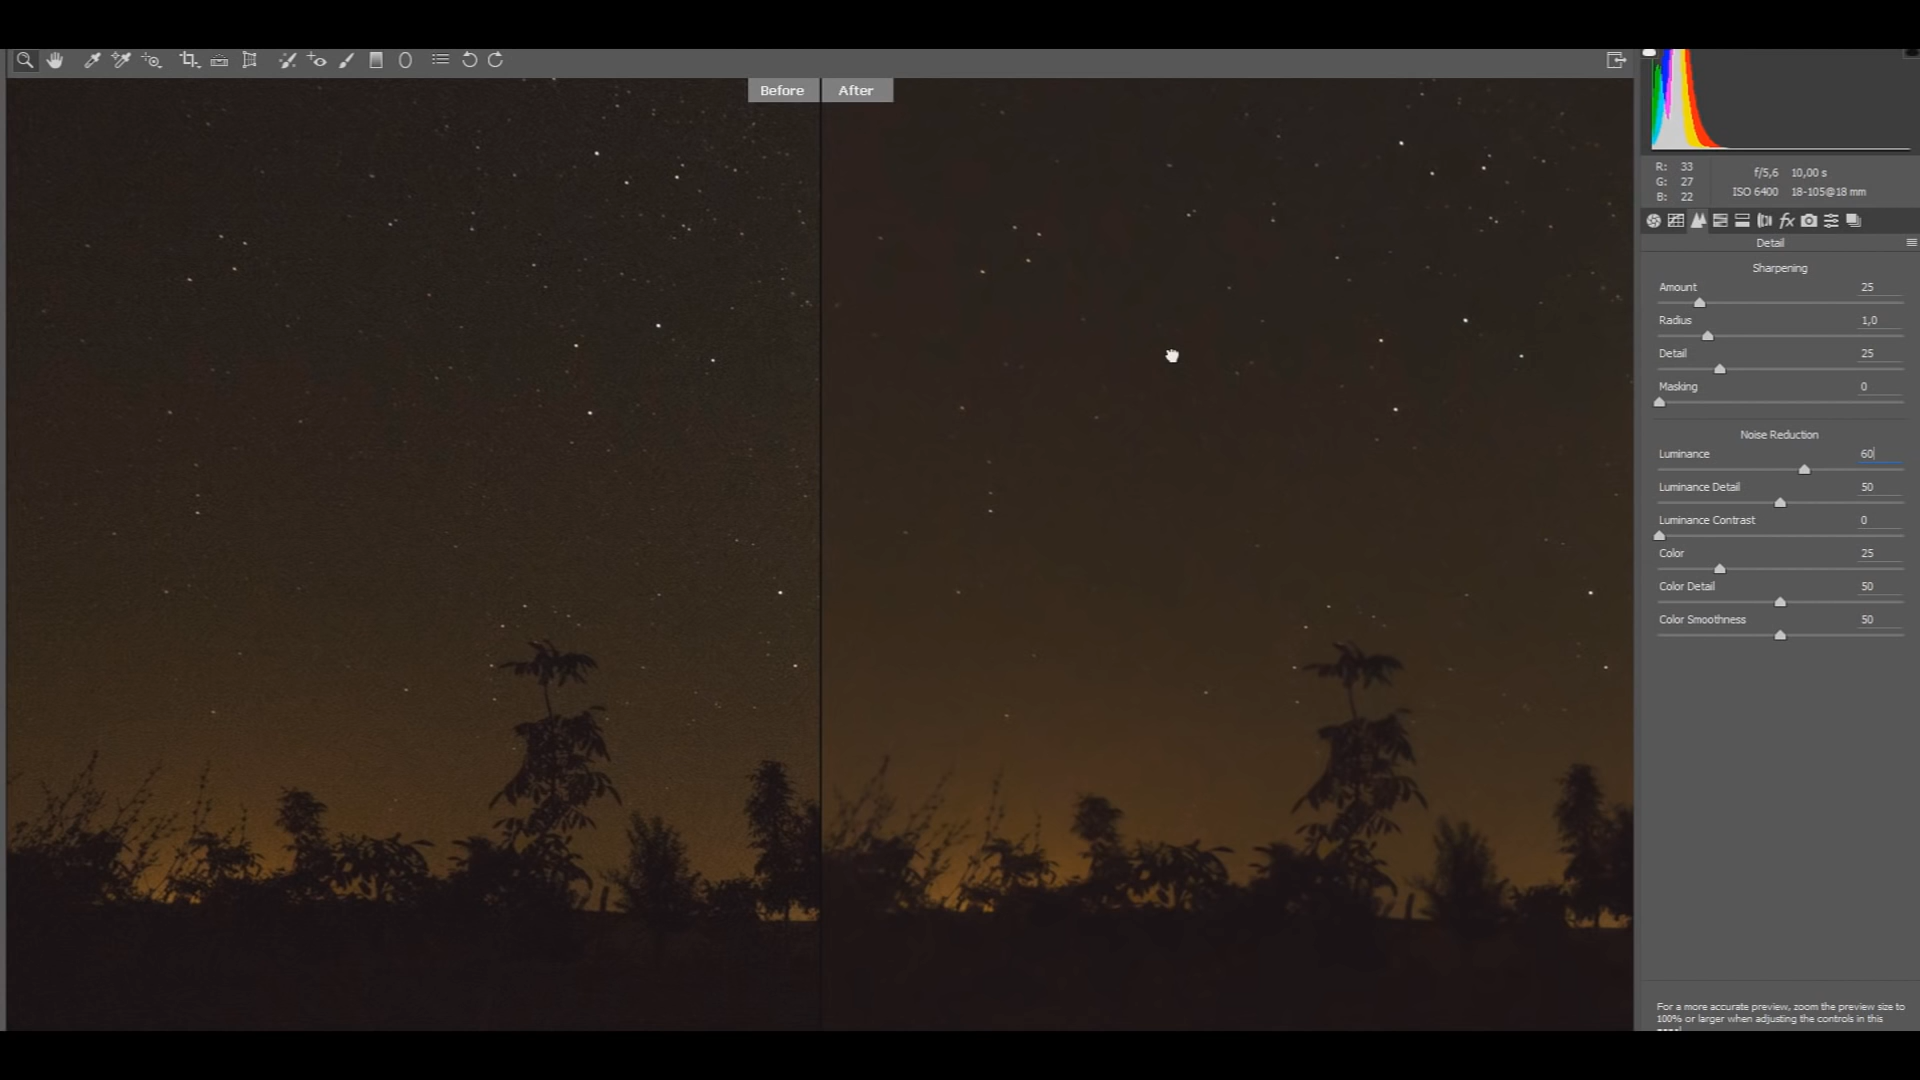 Before
After
R: 33
G: 27
B: 22
f/5,6 10,00 s
ISO 6400 18-105@18 mm
Detail
Sharpening
Amount 25
Radius 1,0
Detail 25
Masking 0
Noise Reduction
Luminance 60
Luminance Detail 50
Luminance Contrast 0
Color 25
Color Detail 50
Color Smoothness 50
For a more accurate preview, zoom the preview size to
100% or larger when adjusting the controls in this